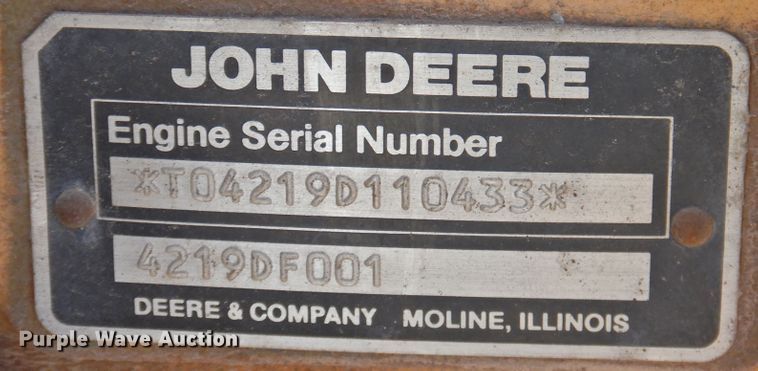 JOHN DEERE
Engine Serial Number
*T04219D110433*
4219DF001
DEERE & COMPANY MOLINE, ILLINOIS
Purple Wave Auction